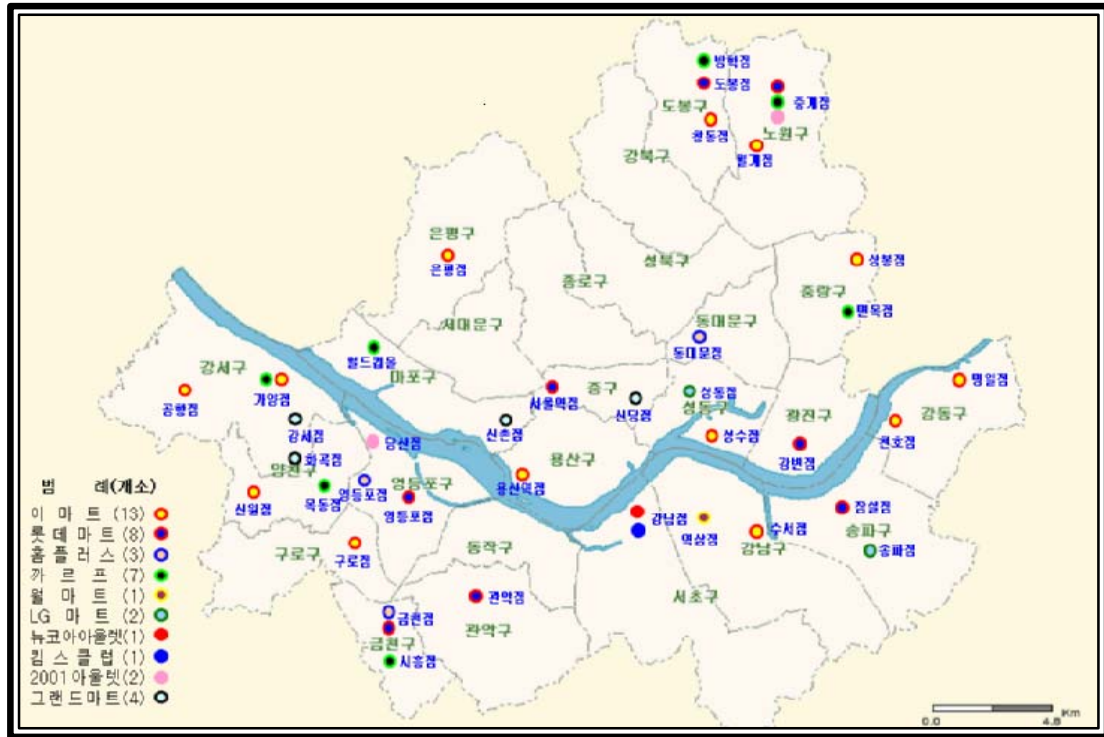 방학점
도봉점
도봉구
중계점
창동점
노원구
월계점
강북구
은평구
은평점
성북구
종로구
상봉점
중랑구
면목점
서대문구
동대문구
동대문점
월드컵몰
마포구
강서구
가양점
공항점
서울역점
중구
신당점
성동점
성동구
광진구
명일점
강동구
천호점
강서점
신촌점
성수점
강변점
당산점
화곡점
양천구
용산구
신월점
목동점
영등포점
영등포구
영등포점
용산역점
잠실점
강남점
역삼점
수서점
강남구
송파구
송파점
구로구
구로점
동작구
서초구
금천점
관악점
금천구
관악구
시흥점
범 례(개소)
이 마 트 (13)
롯 데 마 트 (8)
홈 플 러 스 (3)
까 르 프 (7)
월 마 트 (1)
LG 마 트 (2)
뉴코아아울렛(1)
킴 스 클 럽 (1)
2001아울렛(2)
그랜드마트(4)
0.0 4.8 Km